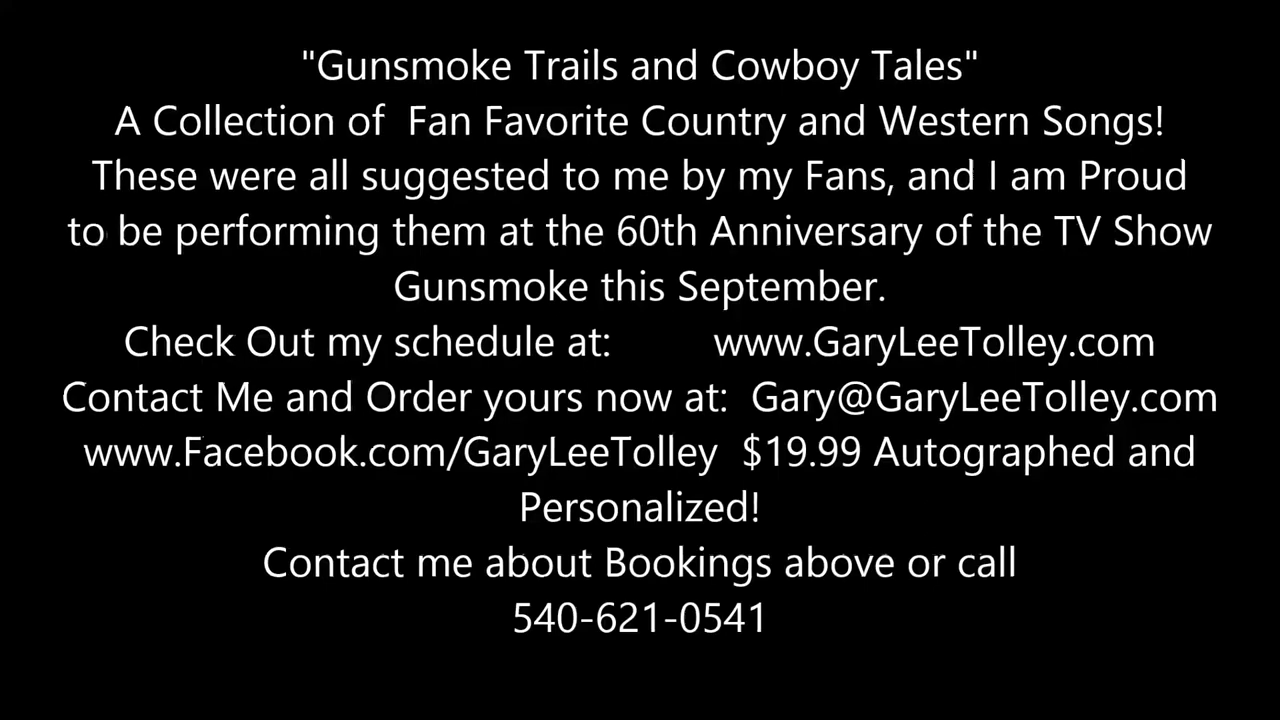 "Gunsmoke Trails and Cowboy Tales"
A Collection of  Fan Favorite Country and Western Songs!
These were all suggested to me by my Fans, and I am Proud
to be performing them at the 60th Anniversary of the TV Show
Gunsmoke this September.
Check Out my schedule at:         www.GaryLeeTolley.com
Contact Me and Order yours now at:  Gary@GaryLeeTolley.com
www.Facebook.com/GaryLeeTolley  $19.99 Autographed and
Personalized!
Contact me about Bookings above or call
540-621-0541